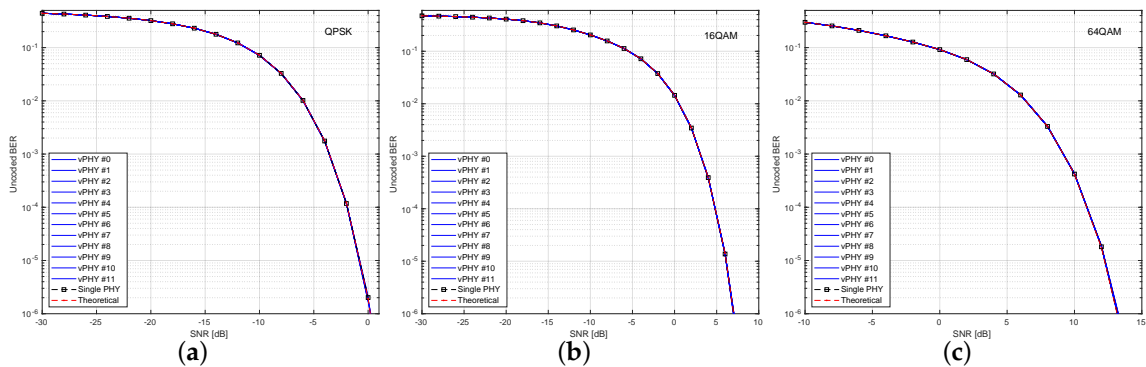 QPSK
Uncoded BER
10^-1
10^-2
10^-3
10^-4
10^-5
10^-6
vPHY #0
vPHY #1
vPHY #2
vPHY #3
vPHY #4
vPHY #5
vPHY #6
vPHY #7
vPHY #8
vPHY #9
vPHY #10
vPHY #11
Single PHY
Theoretical
-30 -25 -20 -15 -10 -5 0
SNR [dB]
(a)
16QAM
Uncoded BER
10^-1
10^-2
10^-3
10^-4
10^-5
10^-6
vPHY #0
vPHY #1
vPHY #2
vPHY #3
vPHY #4
vPHY #5
vPHY #6
vPHY #7
vPHY #8
vPHY #9
vPHY #10
vPHY #11
Single PHY
Theoretical
-30 -25 -20 -15 -10 -5 0 5 10
SNR [dB]
(b)
64QAM
Uncoded BER
10^-1
10^-2
10^-3
10^-4
10^-5
10^-6
vPHY #0
vPHY #1
vPHY #2
vPHY #3
vPHY #4
vPHY #5
vPHY #6
vPHY #7
vPHY #8
vPHY #9
vPHY #10
vPHY #11
Single PHY
Theoretical
-10 -5 0 5 10 15
SNR [dB]
(c)